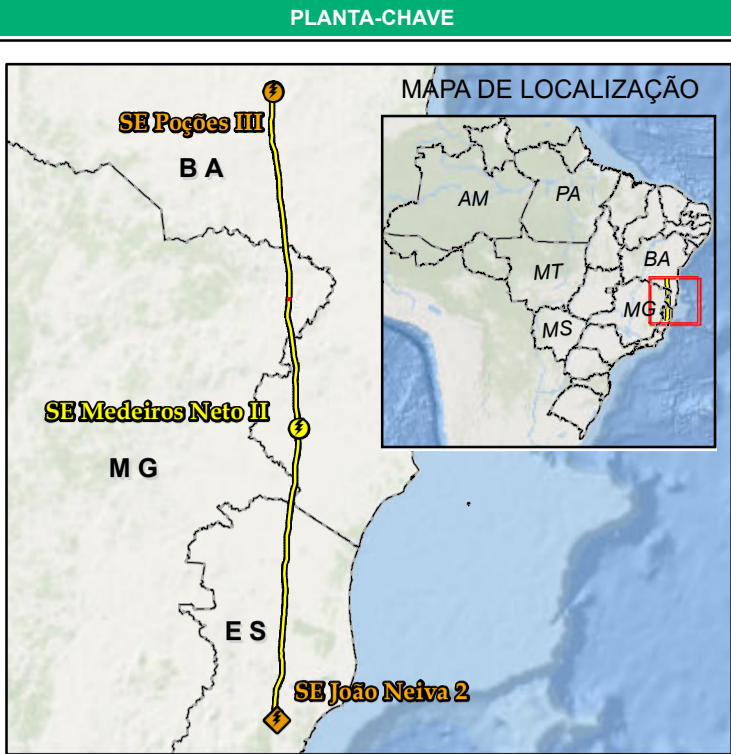 PLANTA-CHAVE
MAPA DE LOCALIZAÇÃO
SE Poções III
B A
AM
PA
BA
MT
MG
MS
SE Medeiros Neto II
M G
E S
SE João Neiva 2